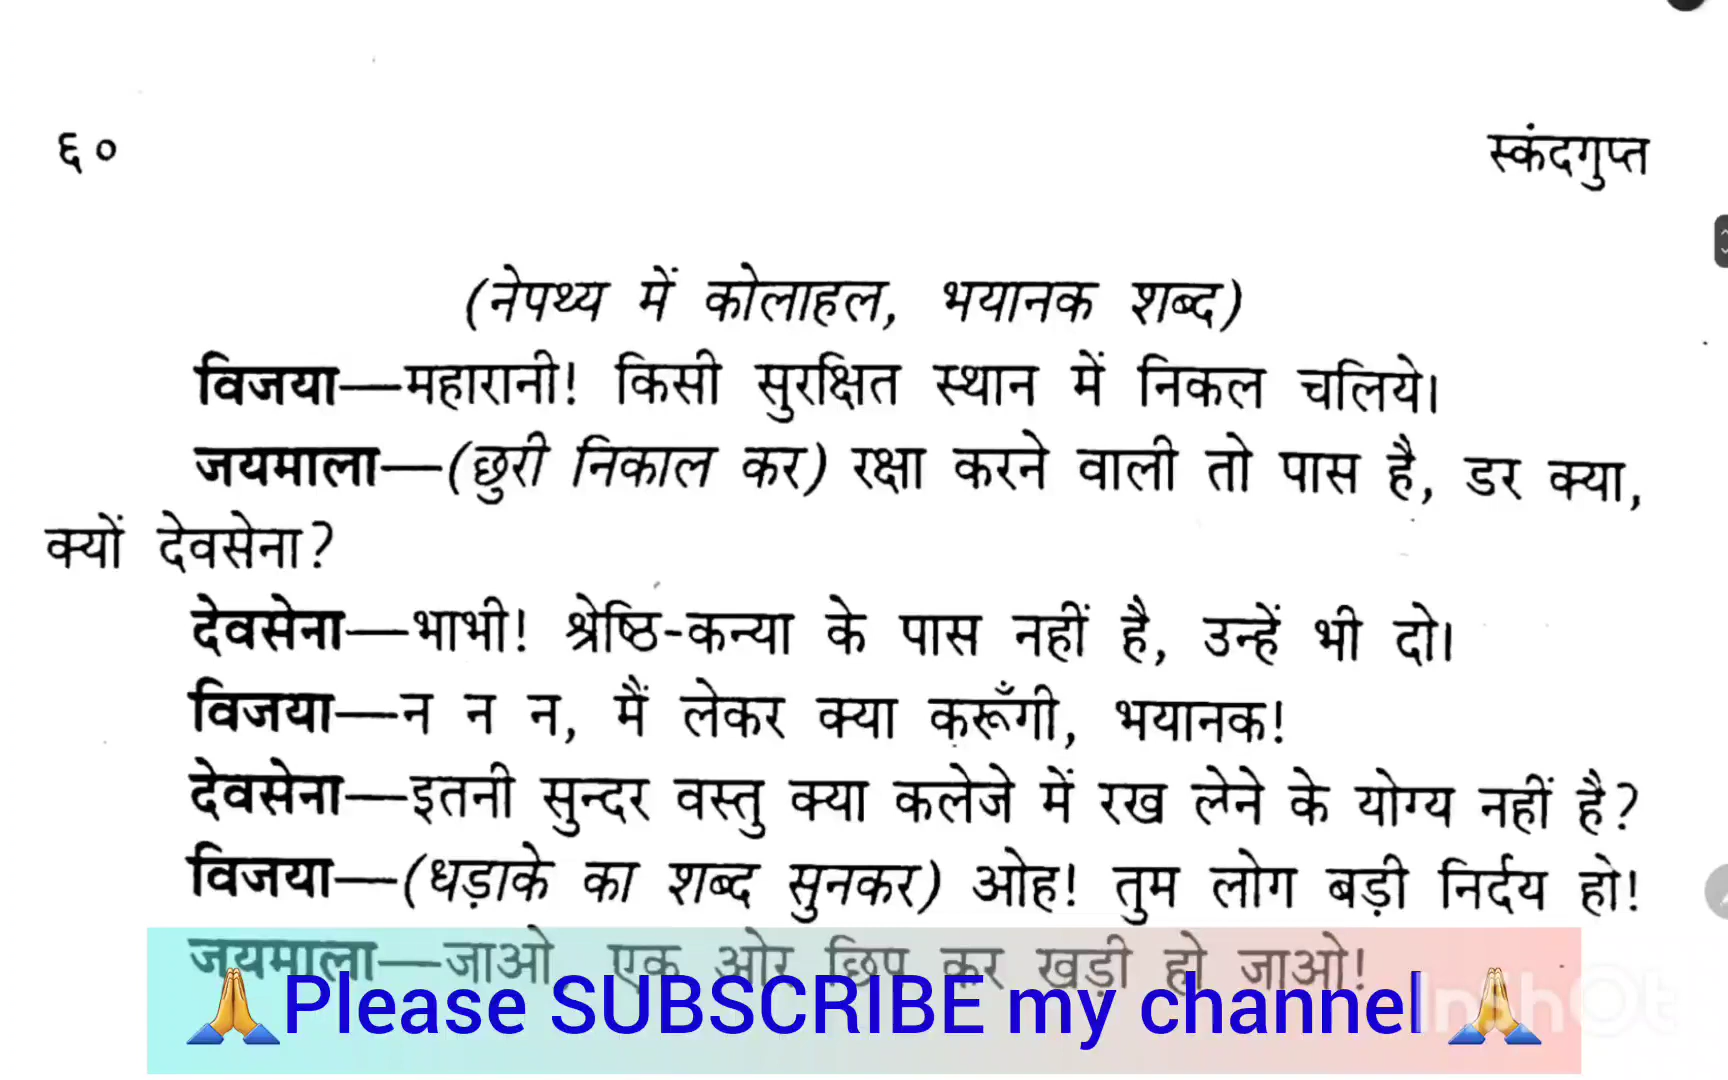 ६०
स्कंदगुप्त
(नेपथ्य में कोलाहल, भयानक शब्द)
विजया—महारानी! किसी सुरक्षित स्थान में निकल चलिये।
जयमाला—(छुरी निकाल कर) रक्षा करने वाली तो पास है, डर क्या,
क्यों देवसेना?
देवसेना—भाभी! श्रेष्ठि-कन्या के पास नहीं है, उन्हें भी दो।
विजया—न न न, मैं लेकर क्या करूँगी, भयानक!
देवसेना—इतनी सुन्दर वस्तु क्या कलेजे में रख लेने के योग्य नहीं है?
विजया—(धड़ाके का शब्द सुनकर) ओह! तुम लोग बड़ी निर्दय हो!
जयमाला—जाओ, एक ओर छिप कर खड़ी हो जाओ!
🙏Please SUBSCRIBE my channel 🙏
InshOt